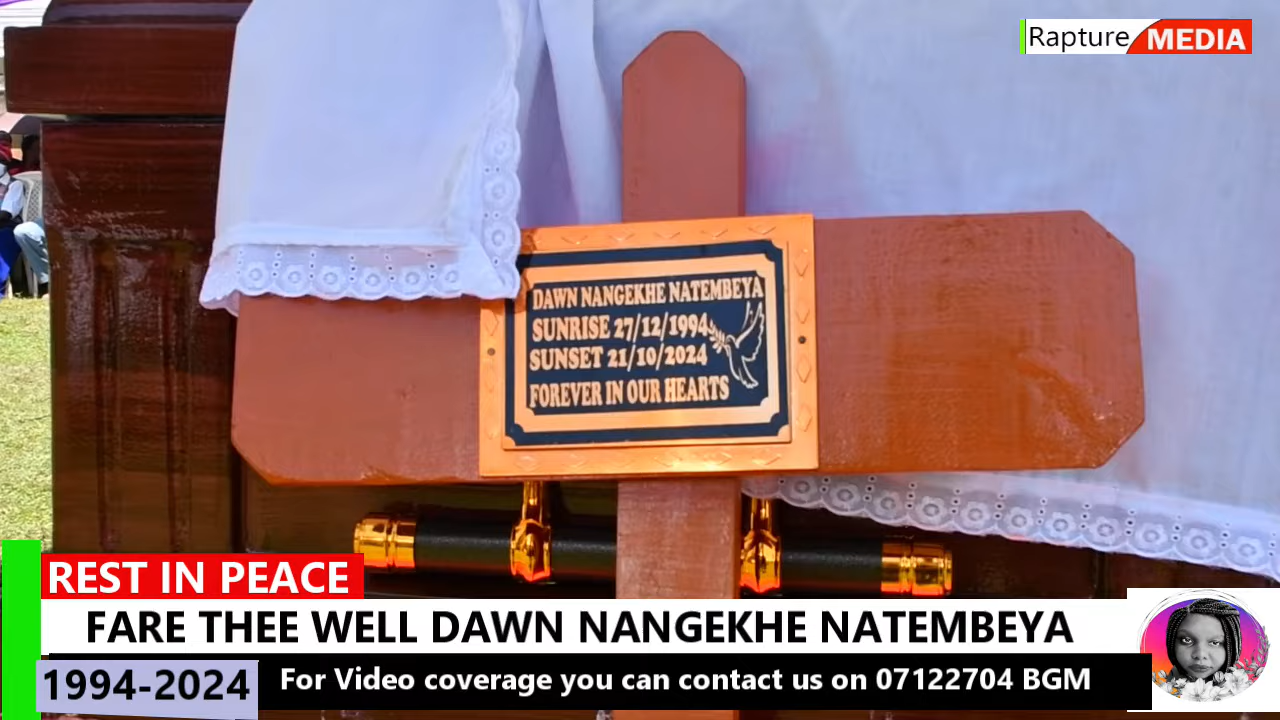 Rapture MEDIA
DAWN NANGEKHE NATEMBEYA
SUNRISE 27/12/1994
SUNSET 21/10/2024
FOREVER IN OUR HEARTS
REST IN PEACE
FARE THEE WELL DAWN NANGEKHE NATEMBEYA
1994-2024
For Video coverage you can contact us on 07122704 BGM